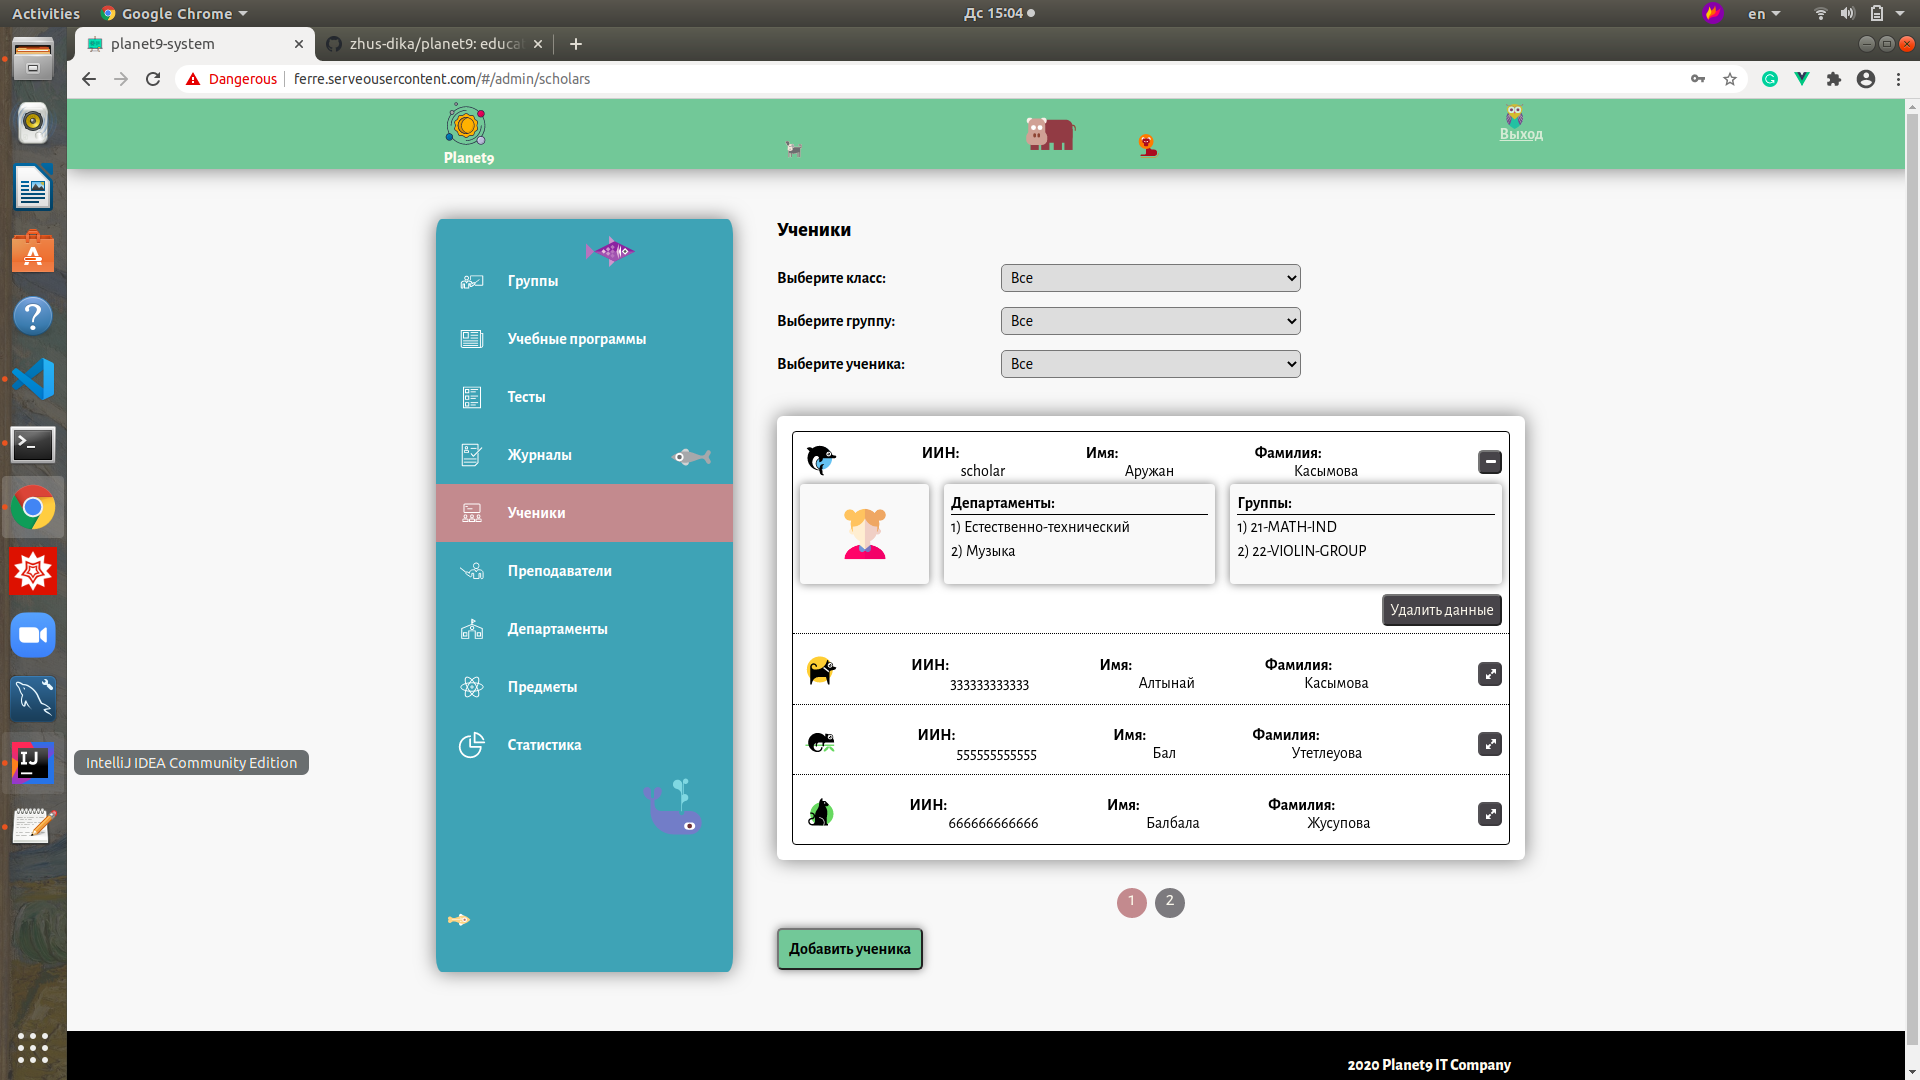 Activities
Google Chrome
Дс 15:04
en
planet9-system
zhus-dika/planet9: educa
Dangerous
ferre.serveousercontent.com/#/admin/scholars
Planet9
Выход
Группы
Учебные программы
Тесты
Журналы
Ученики
Преподаватели
Департаменты
Предметы
Статистика
IntelliJ IDEA Community Edition
Ученики
Выберите класс:
Все
Выберите группу:
Все
Выберите ученика:
Все
ИИН:
scholar
Имя:
Аружан
Фамилия:
Касымова
Департаменты:
1) Естественно-технический
2) Музыка
Группы:
1) 21-MATH-IND
2) 22-VIOLIN-GROUP
Удалить данные
ИИН:
333333333333
Имя:
Алтынай
Фамилия:
Касымова
ИИН:
555555555555
Имя:
Бал
Фамилия:
Утетлеуова
ИИН:
666666666666
Имя:
Балбала
Фамилия:
Жусупова
1 2
Добавить ученика
2020 Planet9 IT Company